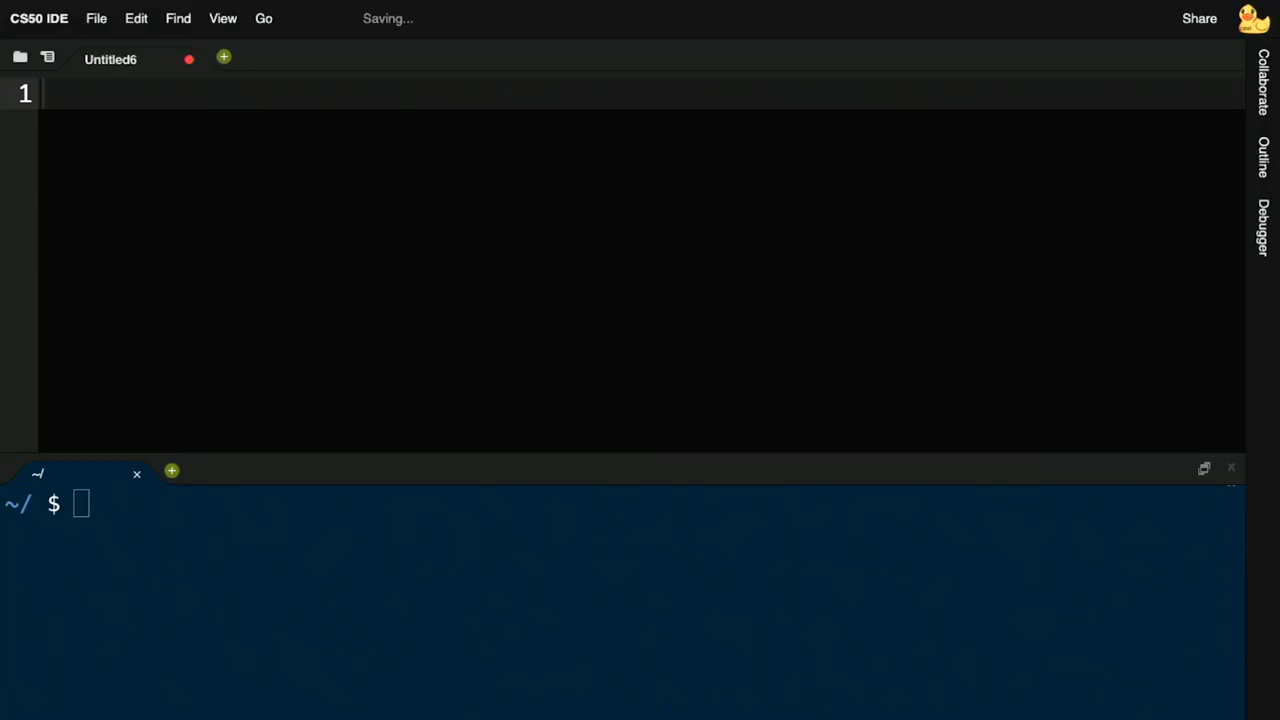 CS50 IDE File Edit Find View Go Saving... Share
Untitled6
1
Collaborate
Outline
Debugger
~/
~/ $